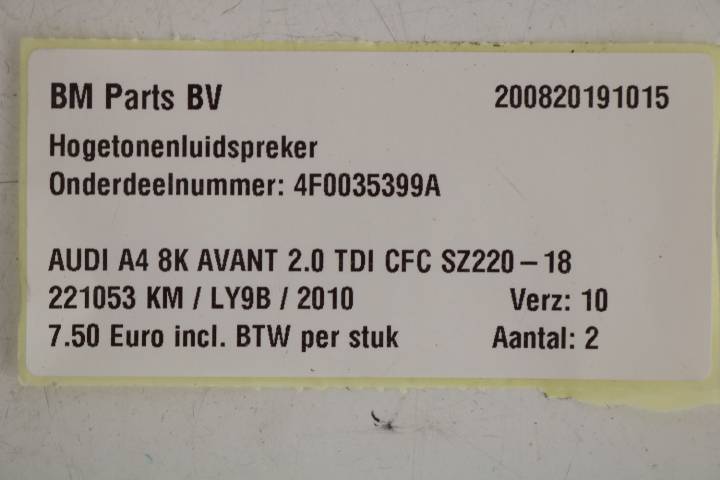 BM Parts BV 200820191015
Hogetonenluidspreker
Onderdeelnummer: 4F0035399A
AUDI A4 8K AVANT 2.0 TDI CFC SZ220-18
221053 KM / LY9B / 2010 Verz: 10
7.50 Euro incl. BTW per stuk Aantal: 2